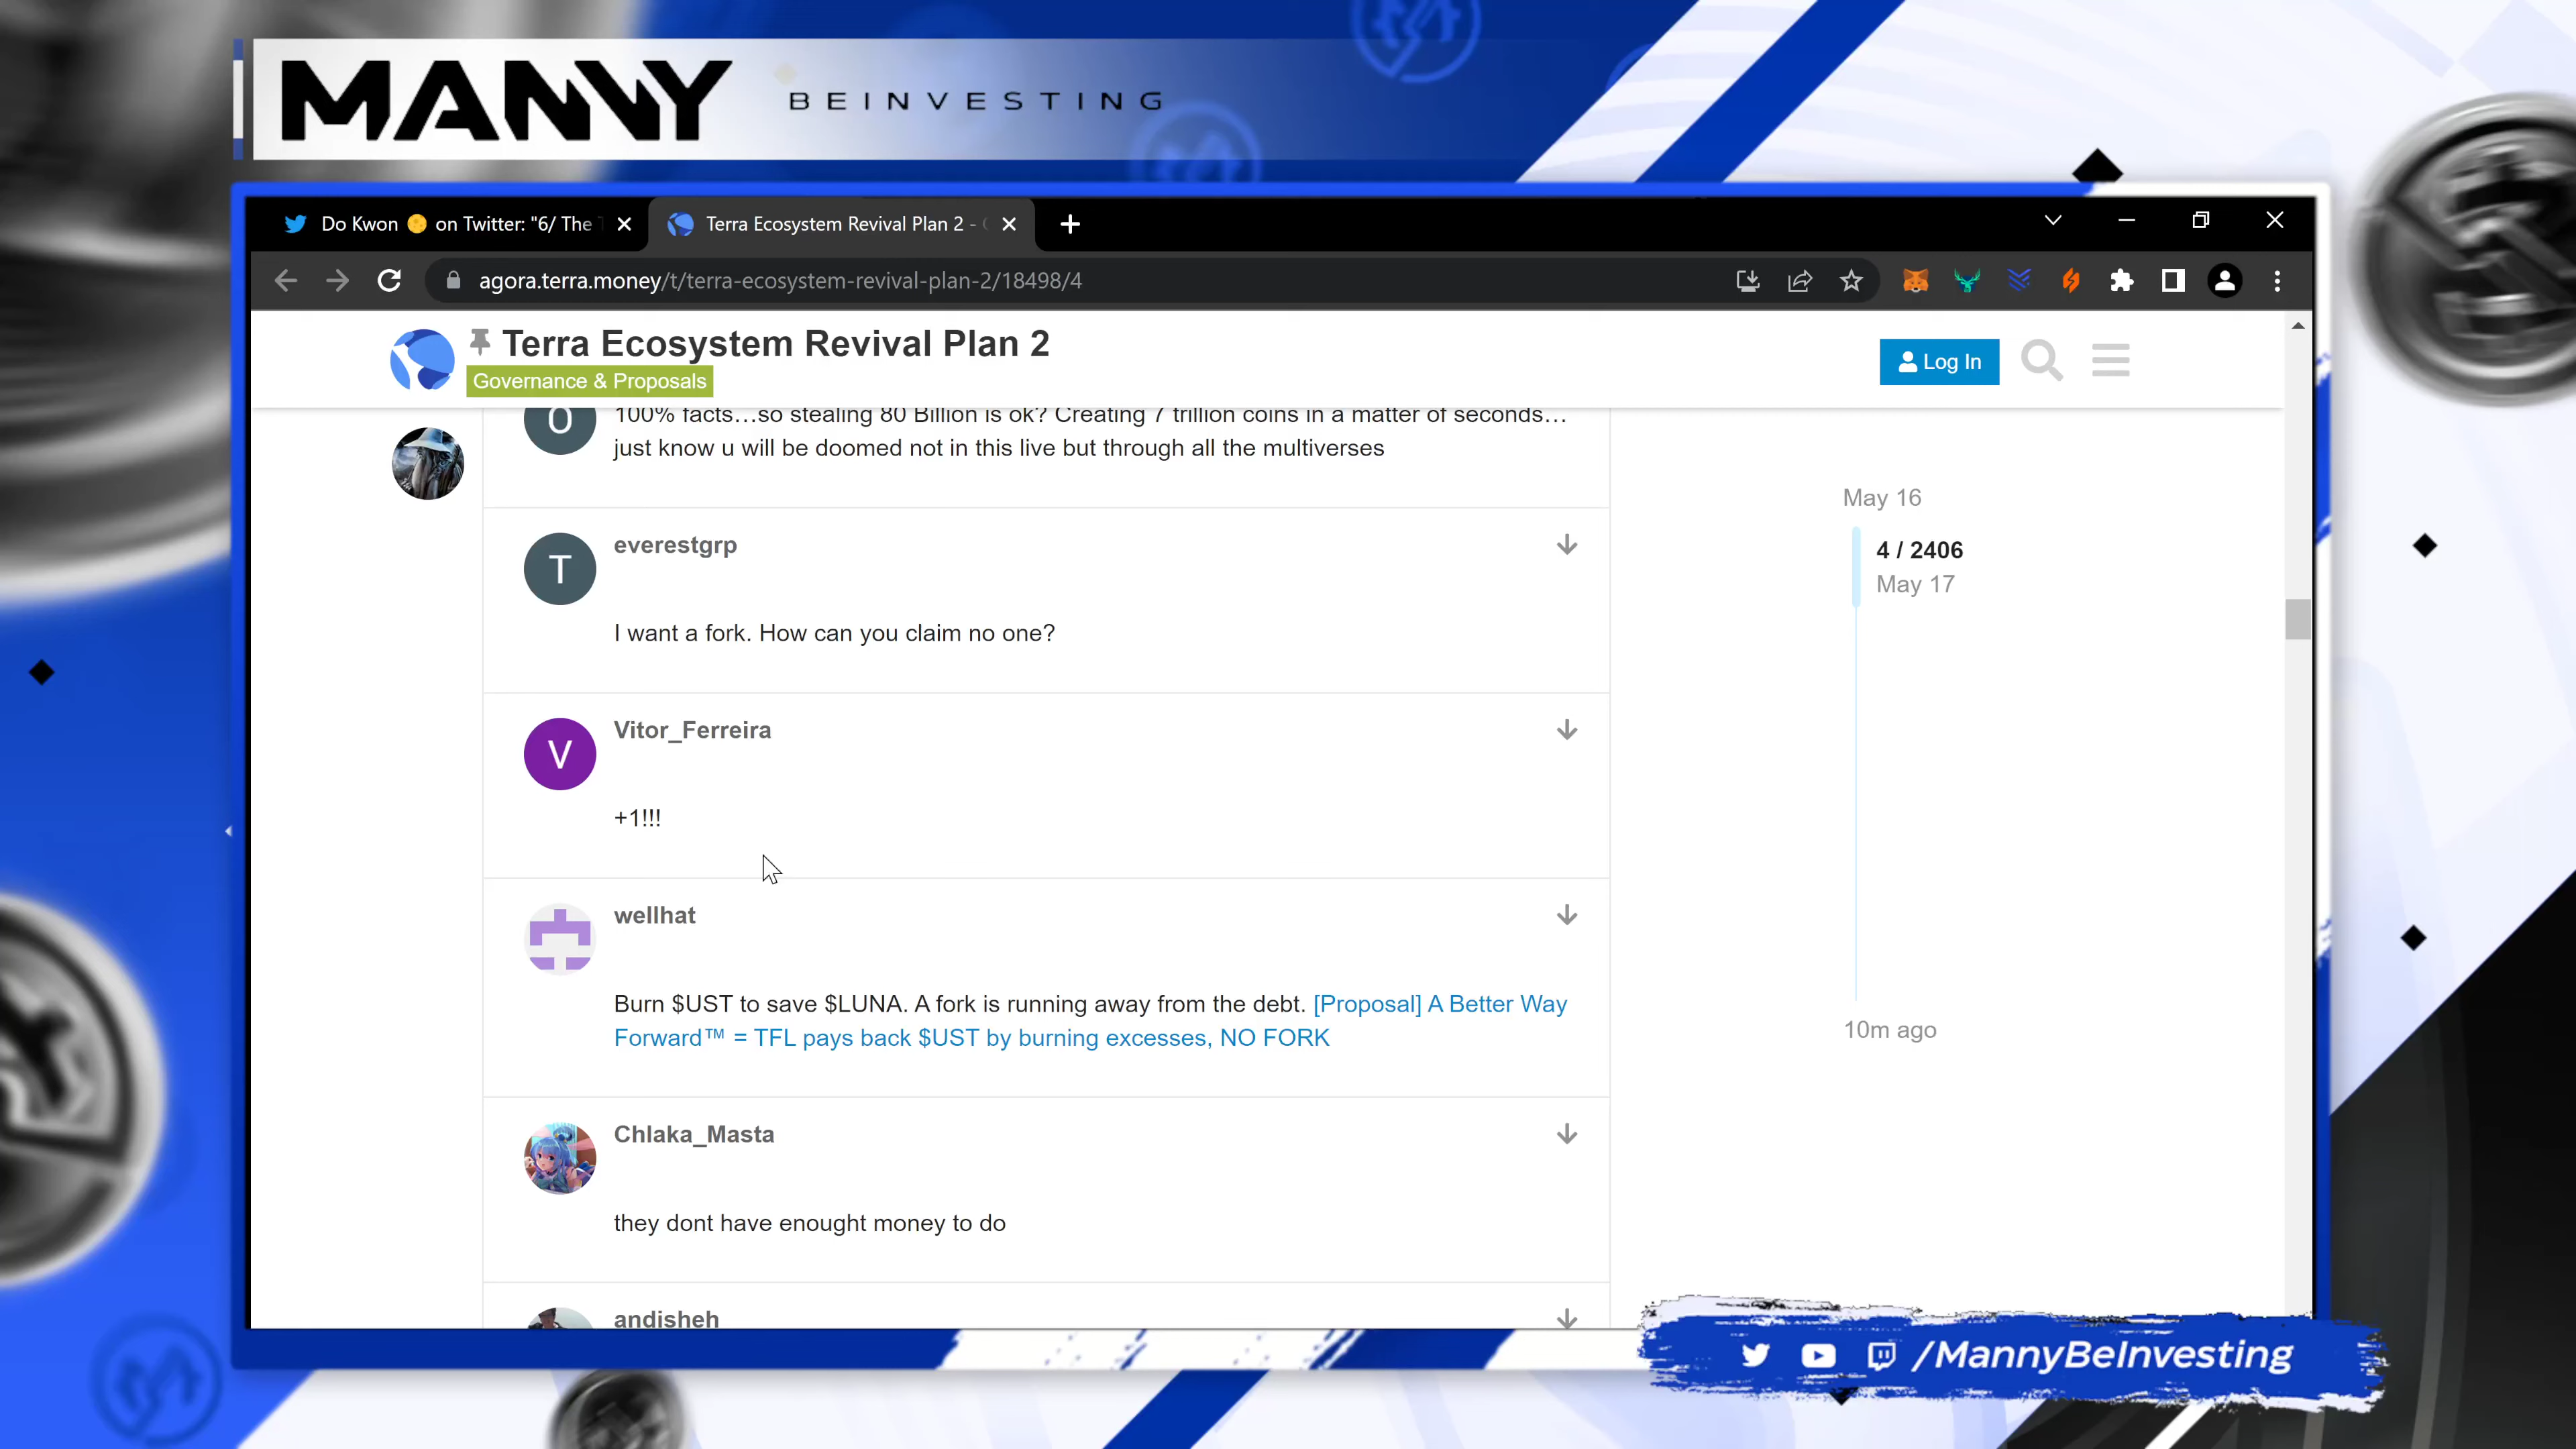 MANNY BEINVESTING
Do Kwon on Twitter: "6/ The
Terra Ecosystem Revival Plan 2 -
agora.terra.money/t/terra-ecosystem-revival-plan-2/18498/4
Terra Ecosystem Revival Plan 2
Governance & Proposals
Log In
O
100% facts...so stealing 80 Billion is ok? Creating 7 trillion coins in a matter of seconds...
just know u will be doomed not in this live but through all the multiverses
T
everestgrp
I want a fork. How can you claim no one?
V
Vitor_Ferreira
+1!!!
wellhat
Burn $UST to save $LUNA. A fork is running away from the debt. [Proposal] A Better Way
Forward™ = TFL pays back $UST by burning excesses, NO FORK
Chlaka_Masta
they dont have enought money to do
andisheh
May 16
4 / 2406
May 17
10m ago
/MannyBeInvesting